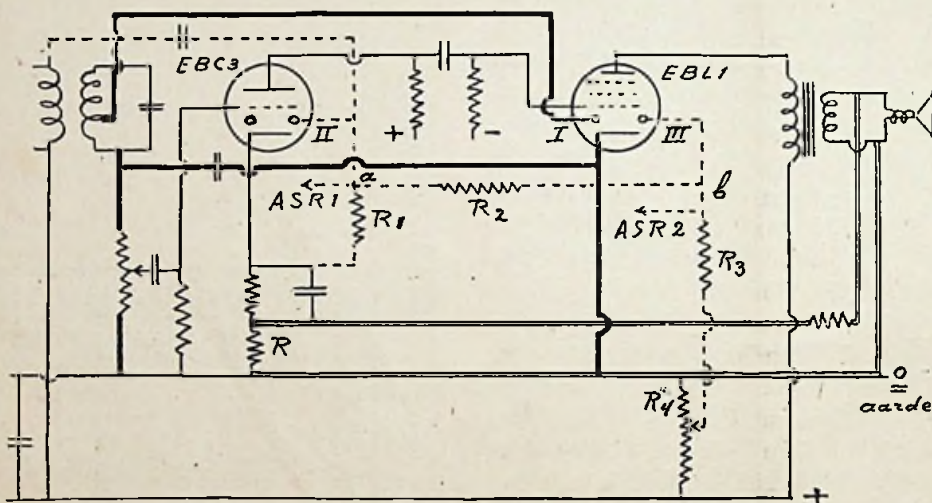 EBC3
EBL1
II
+
-
I
III
a
ASR1
R2
b
R1
ASR2
R3
R
R4
aarde
+